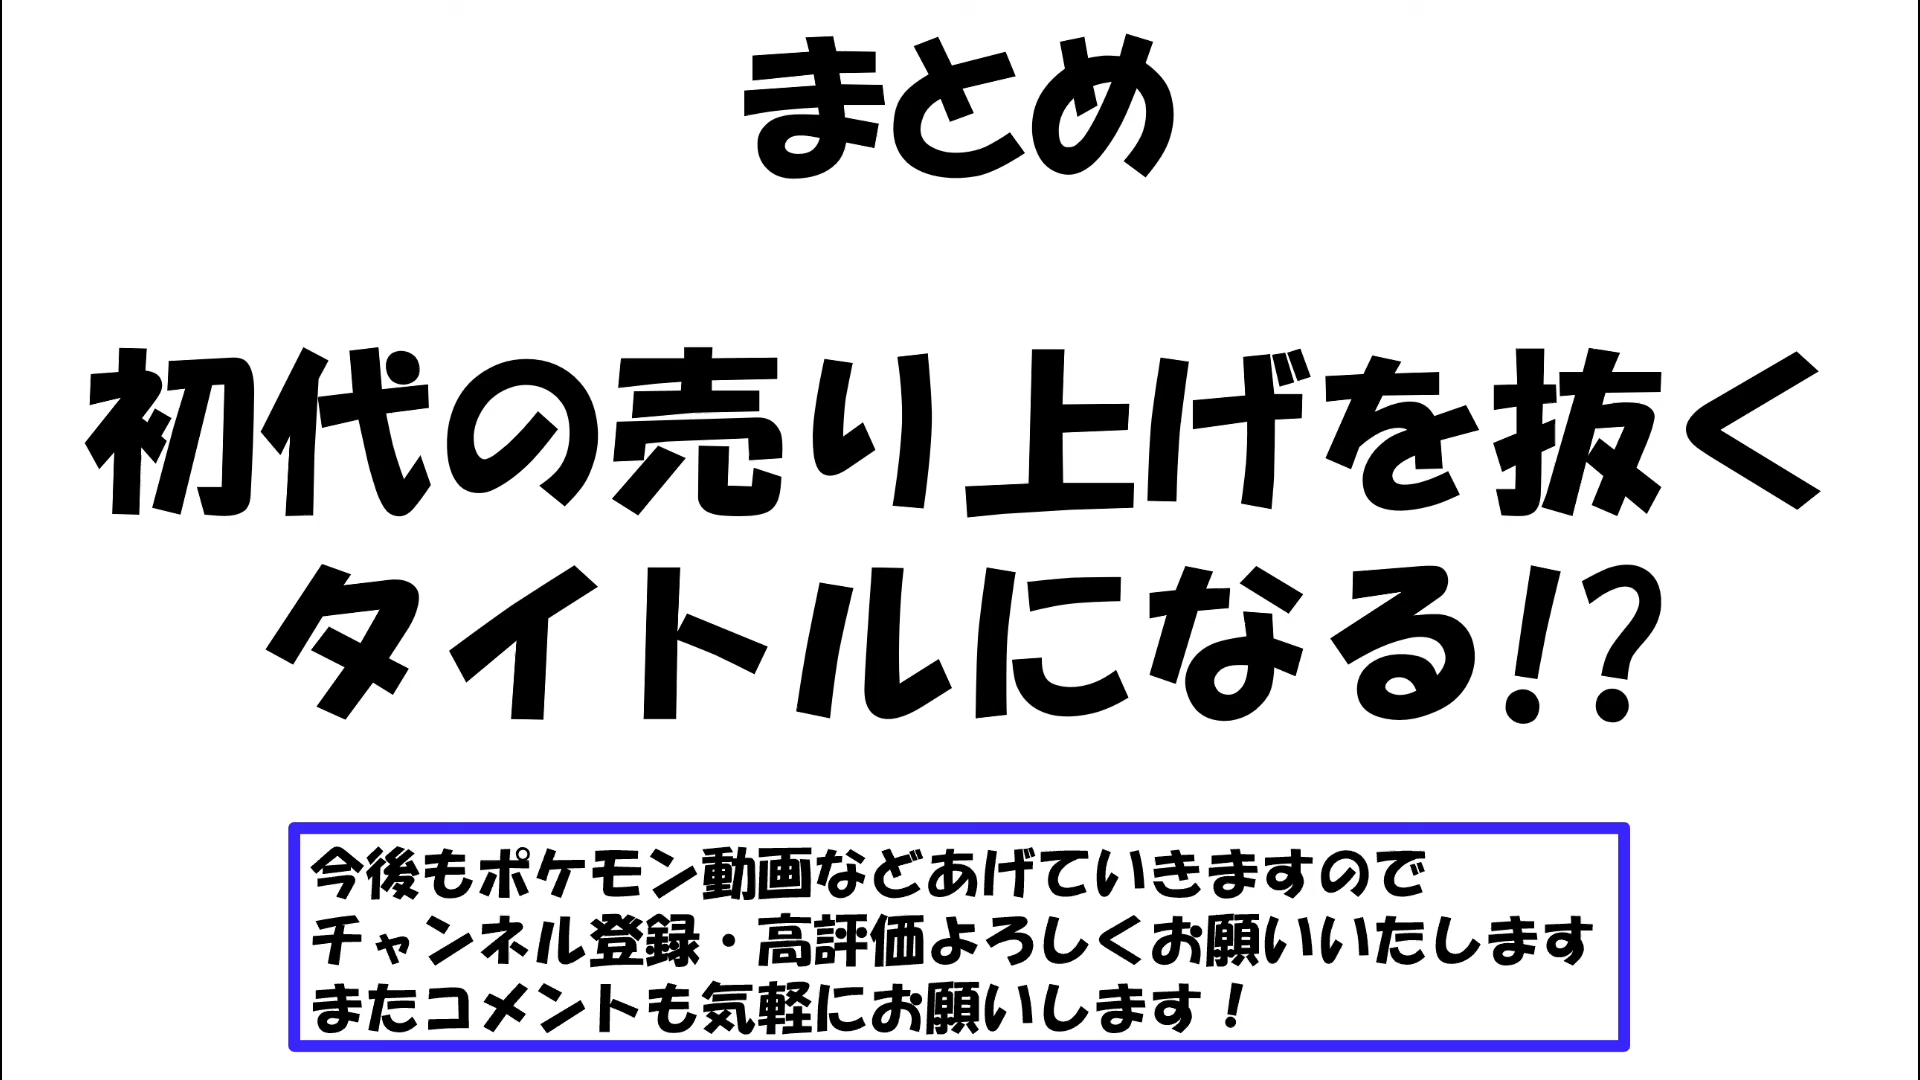 まとめ
初代の売り上げを抜く
タイトルになる!?
今後もポケモン動画などあげていきますので
チャンネル登録・高評価よろしくお願いいたします
またコメントも気軽にお願いします！